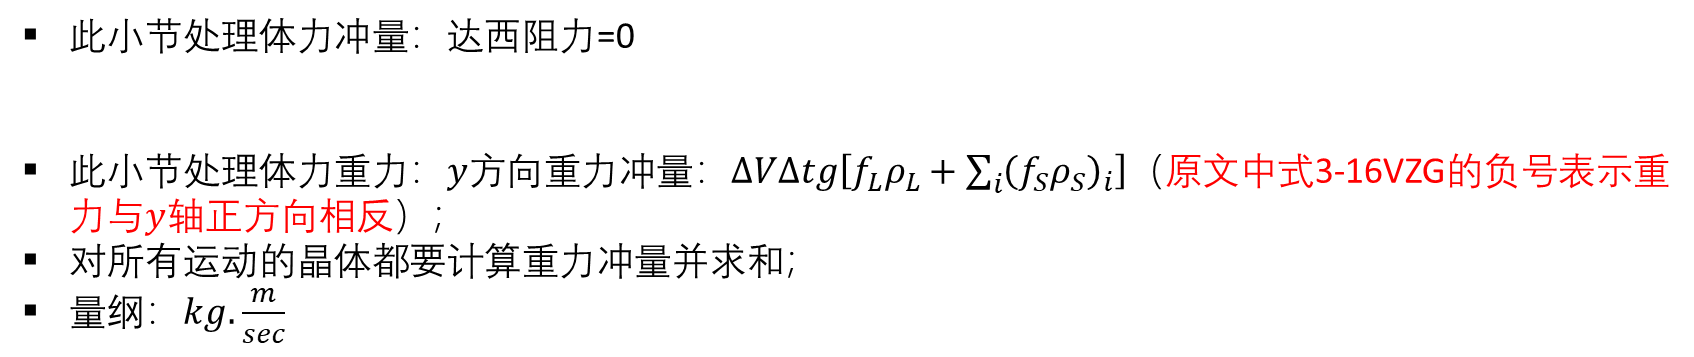 ▪ 此小节处理体力冲量：达西阻力=0
▪ 此小节处理体力重力：y方向重力冲量：ΔVΔtg[f_Lρ_L + ∑_i(f_Sρ_S)_i]（原文中式3-16VZG的负号表示重
力与y轴正方向相反）；
▪ 对所有运动的晶体都要计算重力冲量并求和;
▪ 量纲：kg.m/sec